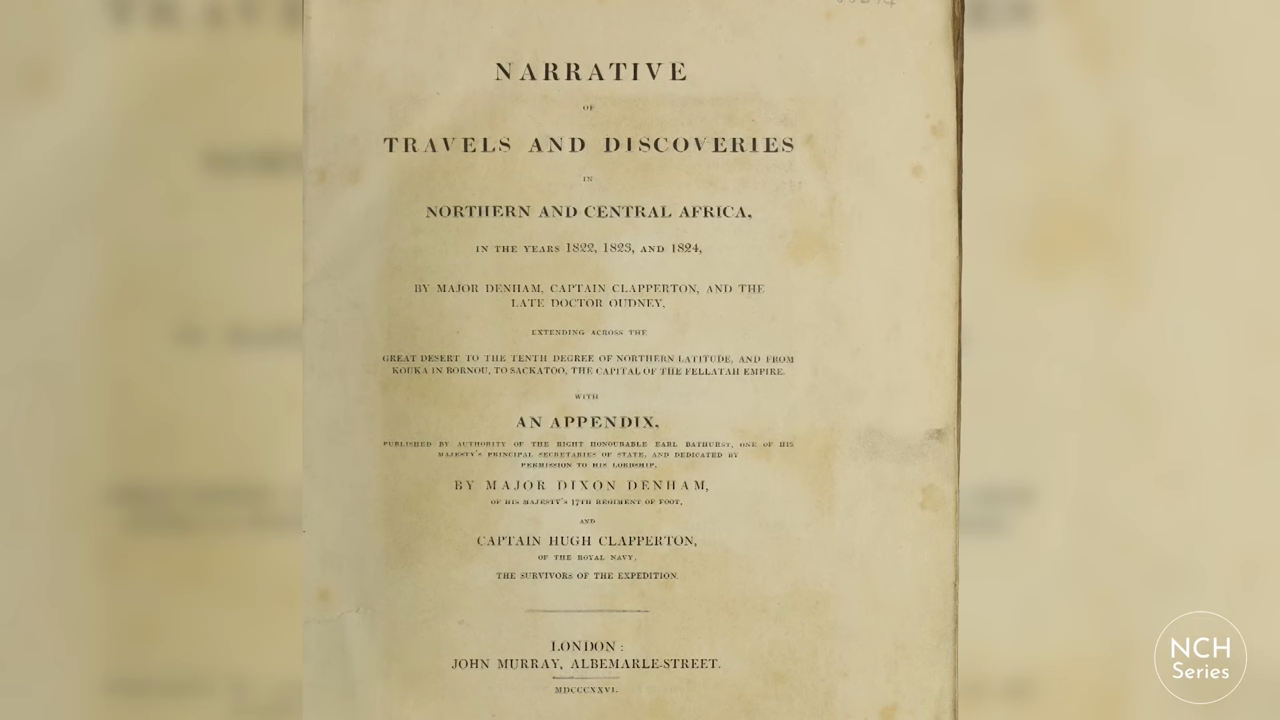 NARRATIVE
OF
TRAVELS AND DISCOVERIES
IN
NORTHERN AND CENTRAL AFRICA,
IN THE YEARS 1822, 1823, AND 1824,
BY MAJOR DENHAM, CAPTAIN CLAPPERTON, AND THE
LATE DOCTOR OUDNEY,
EXTENDING ACROSS THE
GREAT DESERT TO THE TENTH DEGREE OF NORTHERN LATITUDE, AND FROM
KOUKA IN BORNOU, TO SACKATOO, THE CAPITAL OF THE FELLATAH EMPIRE.
WITH
AN APPENDIX,
PUBLISHED BY AUTHORITY OF THE RIGHT HONOURABLE EARL BATHURST, ONE OF HIS
MAJESTY'S PRINCIPAL SECRETARIES OF STATE, AND DEDICATED BY
PERMISSION TO HIS LORDSHIP,
BY MAJOR DIXON DENHAM,
OF HIS MAJESTY'S 17TH REGIMENT OF FOOT,
AND
CAPTAIN HUGH CLAPPERTON,
OF THE ROYAL NAVY,
THE SURVIVORS OF THE EXPEDITION.
LONDON:
JOHN MURRAY, ALBEMARLE-STREET.
MDCCCXXVI.
NCH
Series